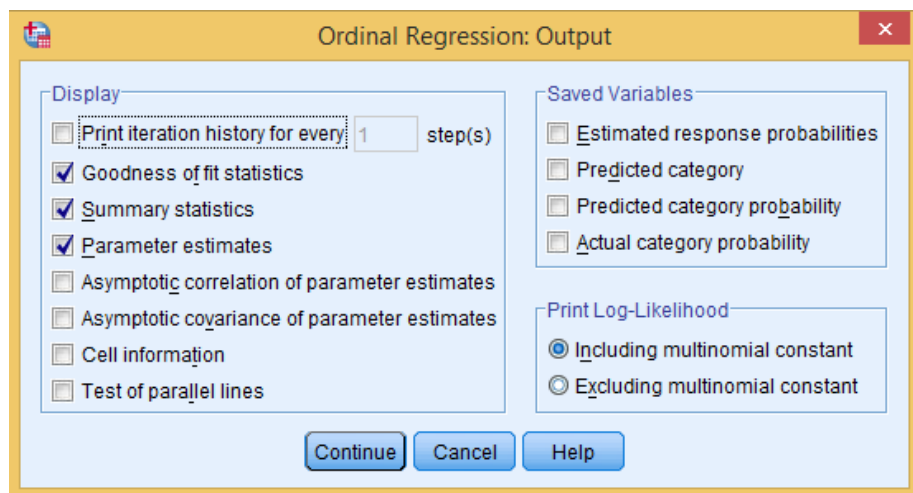 Ordinal Regression: Output
Display
Print iteration history for every 1 step(s)
Goodness of fit statistics
Summary statistics
Parameter estimates
Asymptotic correlation of parameter estimates
Asymptotic covariance of parameter estimates
Cell information
Test of parallel lines
Saved Variables
Estimated response probabilities
Predicted category
Predicted category probability
Actual category probability
Print Log-Likelihood
Including multinomial constant
Excluding multinomial constant
Continue Cancel Help